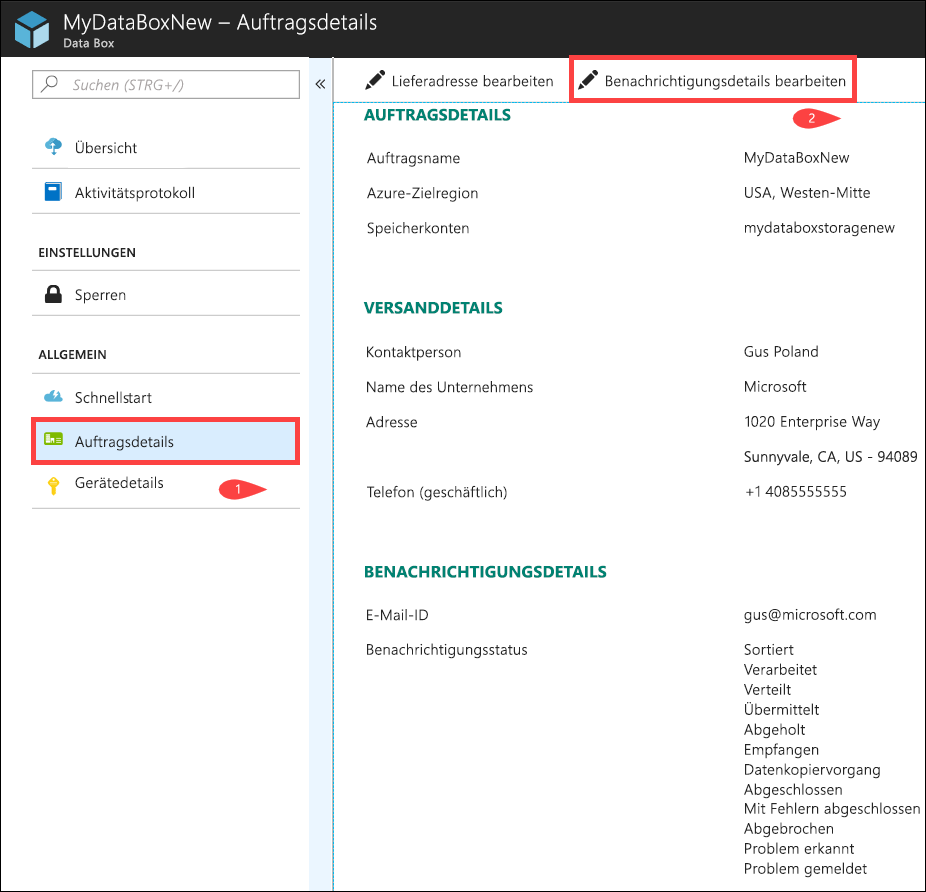 MyDataBoxNew – Auftragsdetails
Data Box
Suchen (STRG+/)
«
Übersicht
Aktivitätsprotokoll
EINSTELLUNGEN
Sperren
ALLGEMEIN
Schnellstart
Auftragsdetails
Gerätedetails
1
Lieferadresse bearbeiten
Benachrichtigungsdetails bearbeiten
2
AUFTRAGSDETAILS
Auftragsname MyDataBoxNew
Azure-Zielregion USA, Westen-Mitte
Speicherkonten mydataboxstoragenew
VERSANDDETAILS
Kontaktperson Gus Poland
Name des Unternehmens Microsoft
Adresse 1020 Enterprise Way
Sunnyvale, CA, US - 94089
Telefon (geschäftlich) +1 4085555555
BENACHRICHTIGUNGSDETAILS
E-Mail-ID gus@microsoft.com
Benachrichtigungsstatus Sortiert
Verarbeitet
Verteilt
Übermittelt
Abgeholt
Empfangen
Datenkopiervorgang
Abgeschlossen
Mit Fehlern abgeschlossen
Abgebrochen
Problem erkannt
Problem gemeldet